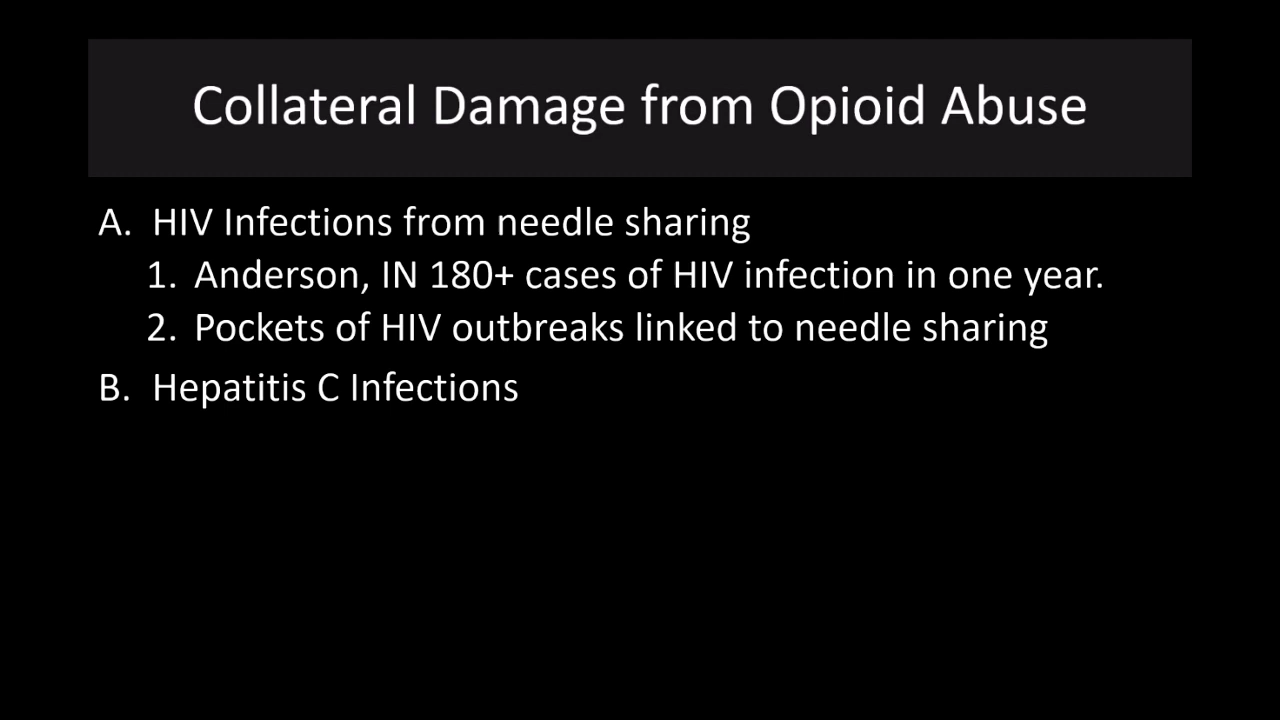 Collateral Damage from Opioid Abuse
A. HIV Infections from needle sharing
1. Anderson, IN 180+ cases of HIV infection in one year.
2. Pockets of HIV outbreaks linked to needle sharing
B. Hepatitis C Infections